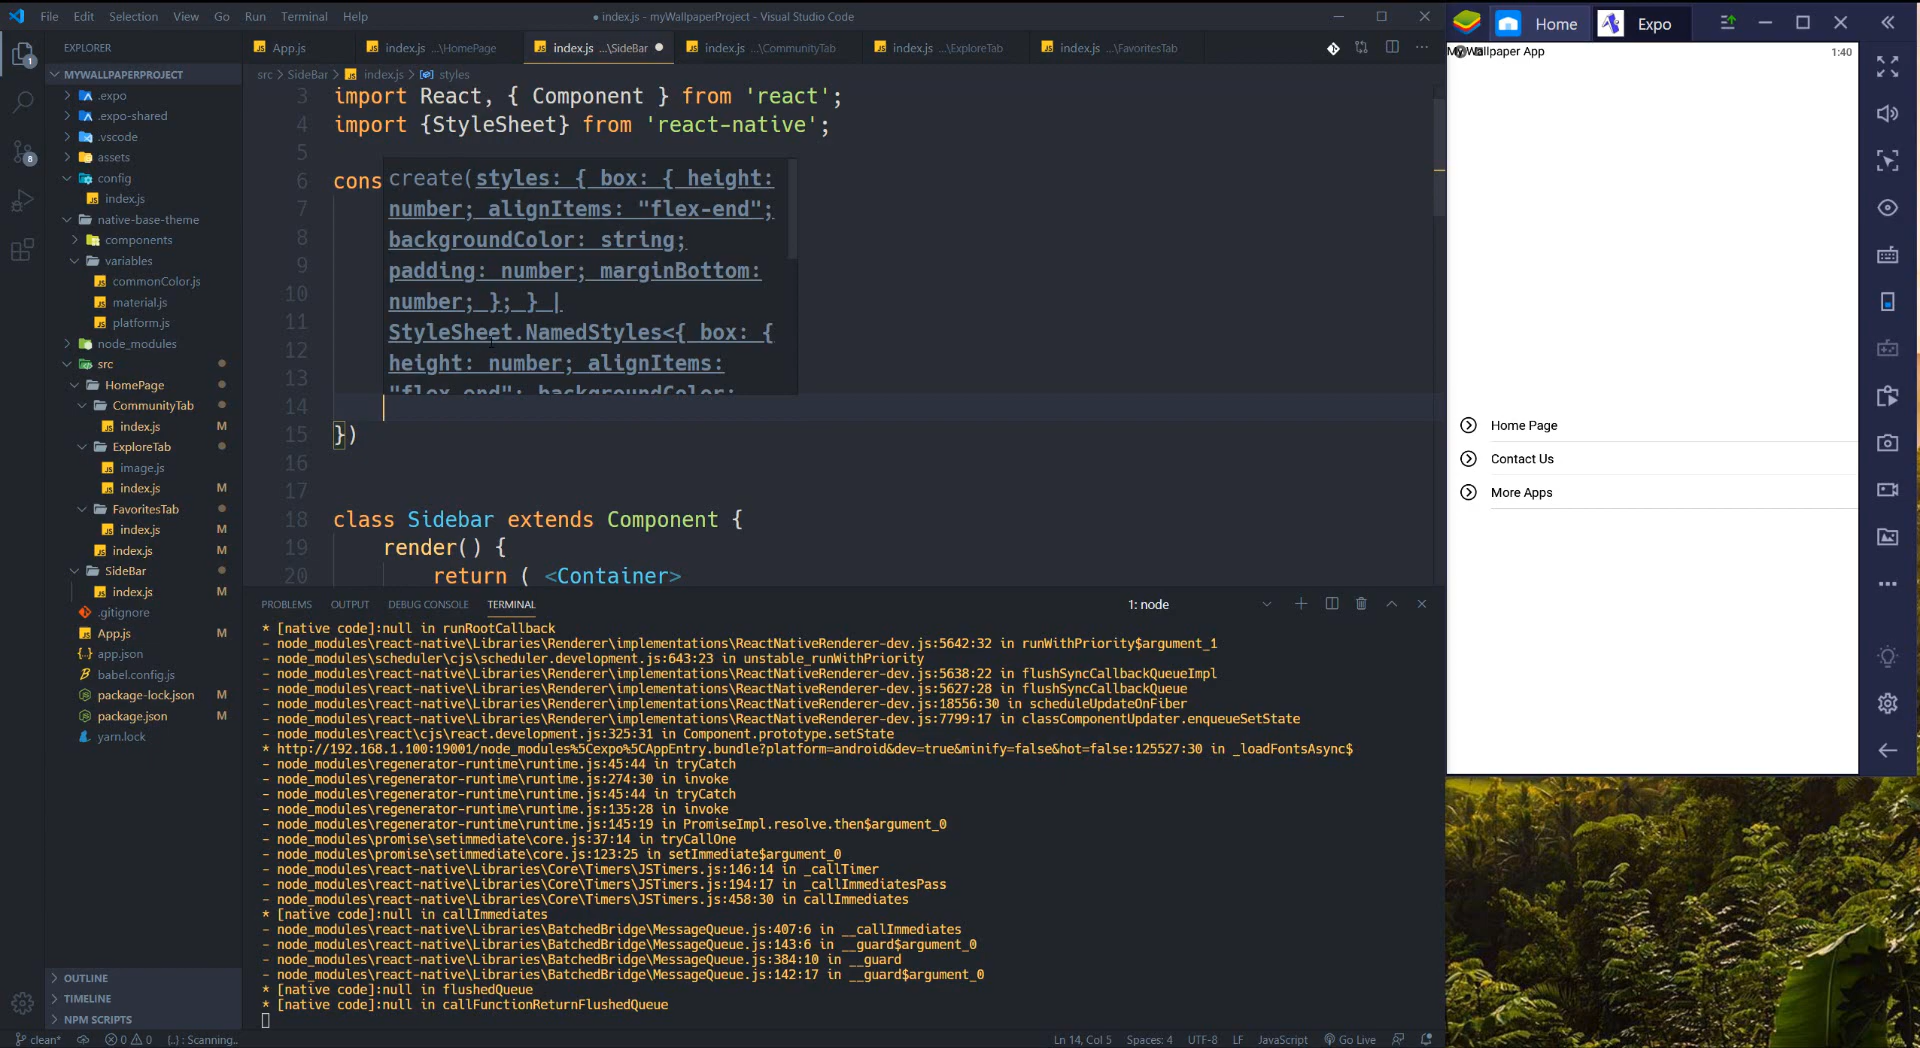 File Edit Selection View Go Run Terminal Help
● index.js - myWallpaperProject - Visual Studio Code
EXPLORER
MYWALLPAPERPROJECT
.expo
.expo-shared
.vscode
assets
config
index.js
native-base-theme
components
variables
commonColor.js
material.js
platform.js
node_modules
src
HomePage
CommunityTab
index.js
ExploreTab
image.js
index.js M
FavoritesTab
index.js M
index.js M
SideBar
index.js M
.gitignore
App.js M
app.json
babel.config.js
package-lock.json M
package.json M
yarn.lock
OUTLINE
TIMELINE
NPM SCRIPTS
App.js
index.js ...\HomePage
index.js ...\SideBar
index.js ...\CommunityTab
index.js ...\ExploreTab
index.js ...\FavoritesTab
src > SideBar > index.js > styles
3 import React, { Component } from 'react';
4 import {StyleSheet} from 'react-native';
5
6 cons
7
8
9
10
11
12
13
14
15 })
16
17
18 class Sidebar extends Component {
19 render() {
20 return ( <Container>
create(styles: { box: { height:
number; alignItems: "flex-end";
backgroundColor: string;
padding: number; marginBottom:
number; }; } |
StyleSheet.NamedStyles<{ box: {
height: number; alignItems:
"flex-end"; backgroundColor:
PROBLEMS OUTPUT DEBUG CONSOLE TERMINAL
1: node
* [native code]:null in runRootCallback
- node_modules\react-native\Libraries\Renderer\implementations\ReactNativeRenderer-dev.js:5642:32 in runWithPriority$argument_1
- node_modules\scheduler\cjs\scheduler.development.js:643:23 in unstable_runWithPriority
- node_modules\react-native\Libraries\Renderer\implementations\ReactNativeRenderer-dev.js:5638:22 in flushSyncCallbackQueueImpl
- node_modules\react-native\Libraries\Renderer\implementations\ReactNativeRenderer-dev.js:5627:28 in flushSyncCallbackQueue
- node_modules\react-native\Libraries\Renderer\implementations\ReactNativeRenderer-dev.js:18556:30 in scheduleUpdateOnFiber
- node_modules\react-native\Libraries\Renderer\implementations\ReactNativeRenderer-dev.js:7799:17 in classComponentUpdater.enqueueSetState
- node_modules\react\cjs\react.development.js:325:31 in Component.prototype.setState
* http://192.168.1.100:19001/node_modules%5Cexpo%5CAppEntry.bundle?platform=android&dev=true&minify=false&hot=false:125527:30 in _loadFontsAsync$
- node_modules\regenerator-runtime\runtime.js:45:44 in tryCatch
- node_modules\regenerator-runtime\runtime.js:274:30 in invoke
- node_modules\regenerator-runtime\runtime.js:45:44 in tryCatch
- node_modules\regenerator-runtime\runtime.js:135:28 in invoke
- node_modules\regenerator-runtime\runtime.js:145:19 in PromiseImpl.resolve.then$argument_0
- node_modules\promise\setimmediate\core.js:37:14 in tryCallOne
- node_modules\promise\setimmediate\core.js:123:25 in setImmediate$argument_0
- node_modules\react-native\Libraries\Core\Timers\JSTimers.js:146:14 in _callTimer
- node_modules\react-native\Libraries\Core\Timers\JSTimers.js:194:17 in _callImmediatesPass
- node_modules\react-native\Libraries\Core\Timers\JSTimers.js:458:30 in callImmediates
* [native code]:null in callImmediates
- node_modules\react-native\Libraries\BatchedBridge\MessageQueue.js:407:6 in __callImmediates
- node_modules\react-native\Libraries\BatchedBridge\MessageQueue.js:143:6 in __guard$argument_0
- node_modules\react-native\Libraries\BatchedBridge\MessageQueue.js:384:10 in __guard
- node_modules\react-native\Libraries\BatchedBridge\MessageQueue.js:142:17 in __guard$argument_0
* [native code]:null in flushedQueue
* [native code]:null in callFunctionReturnFlushedQueue
clean* 0 0 {..} : Scanning..
Ln 14, Col 5 Spaces: 4 UTF-8 LF JavaScript Go Live
1
8
Home Expo
MyWallpaper App 1:40
Home Page
Contact Us
More Apps